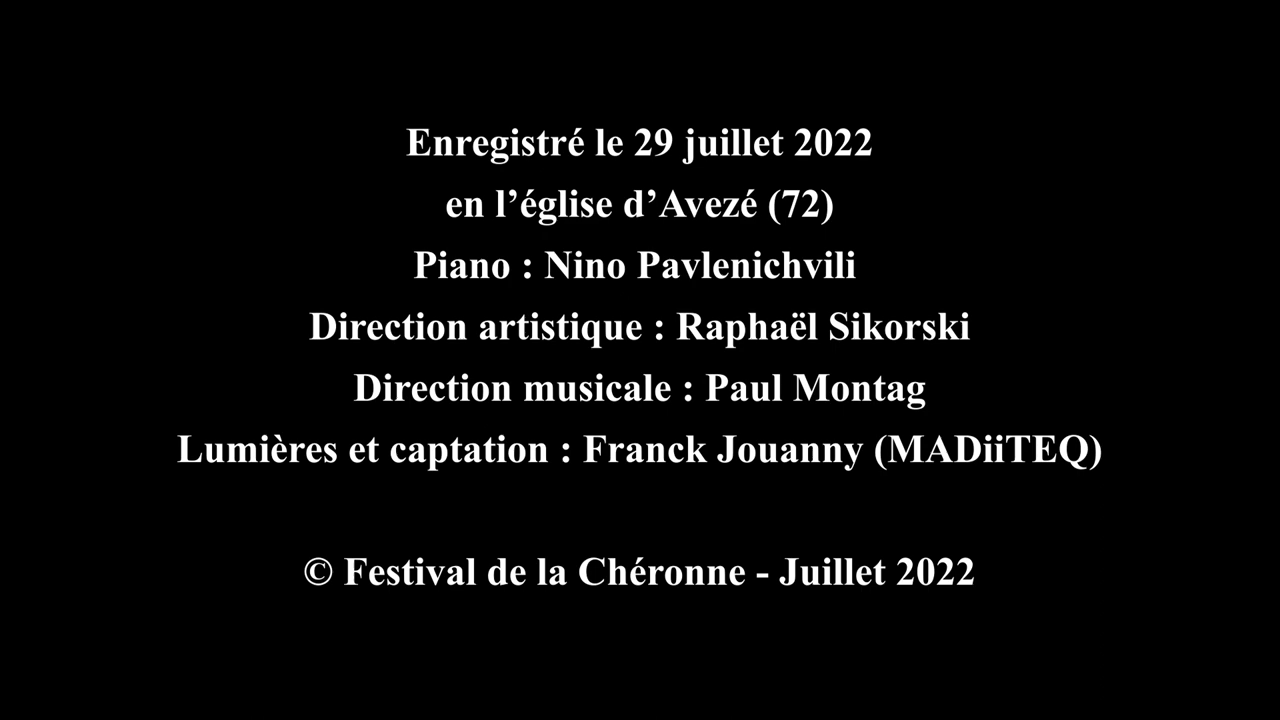 Enregistré le 29 juillet 2022
en l’église d’Avezé (72)
Piano : Nino Pavlenichvili
Direction artistique : Raphaël Sikorski
Direction musicale : Paul Montag
Lumières et captation : Franck Jouanny (MADiiTEQ)
© Festival de la Chéronne - Juillet 2022